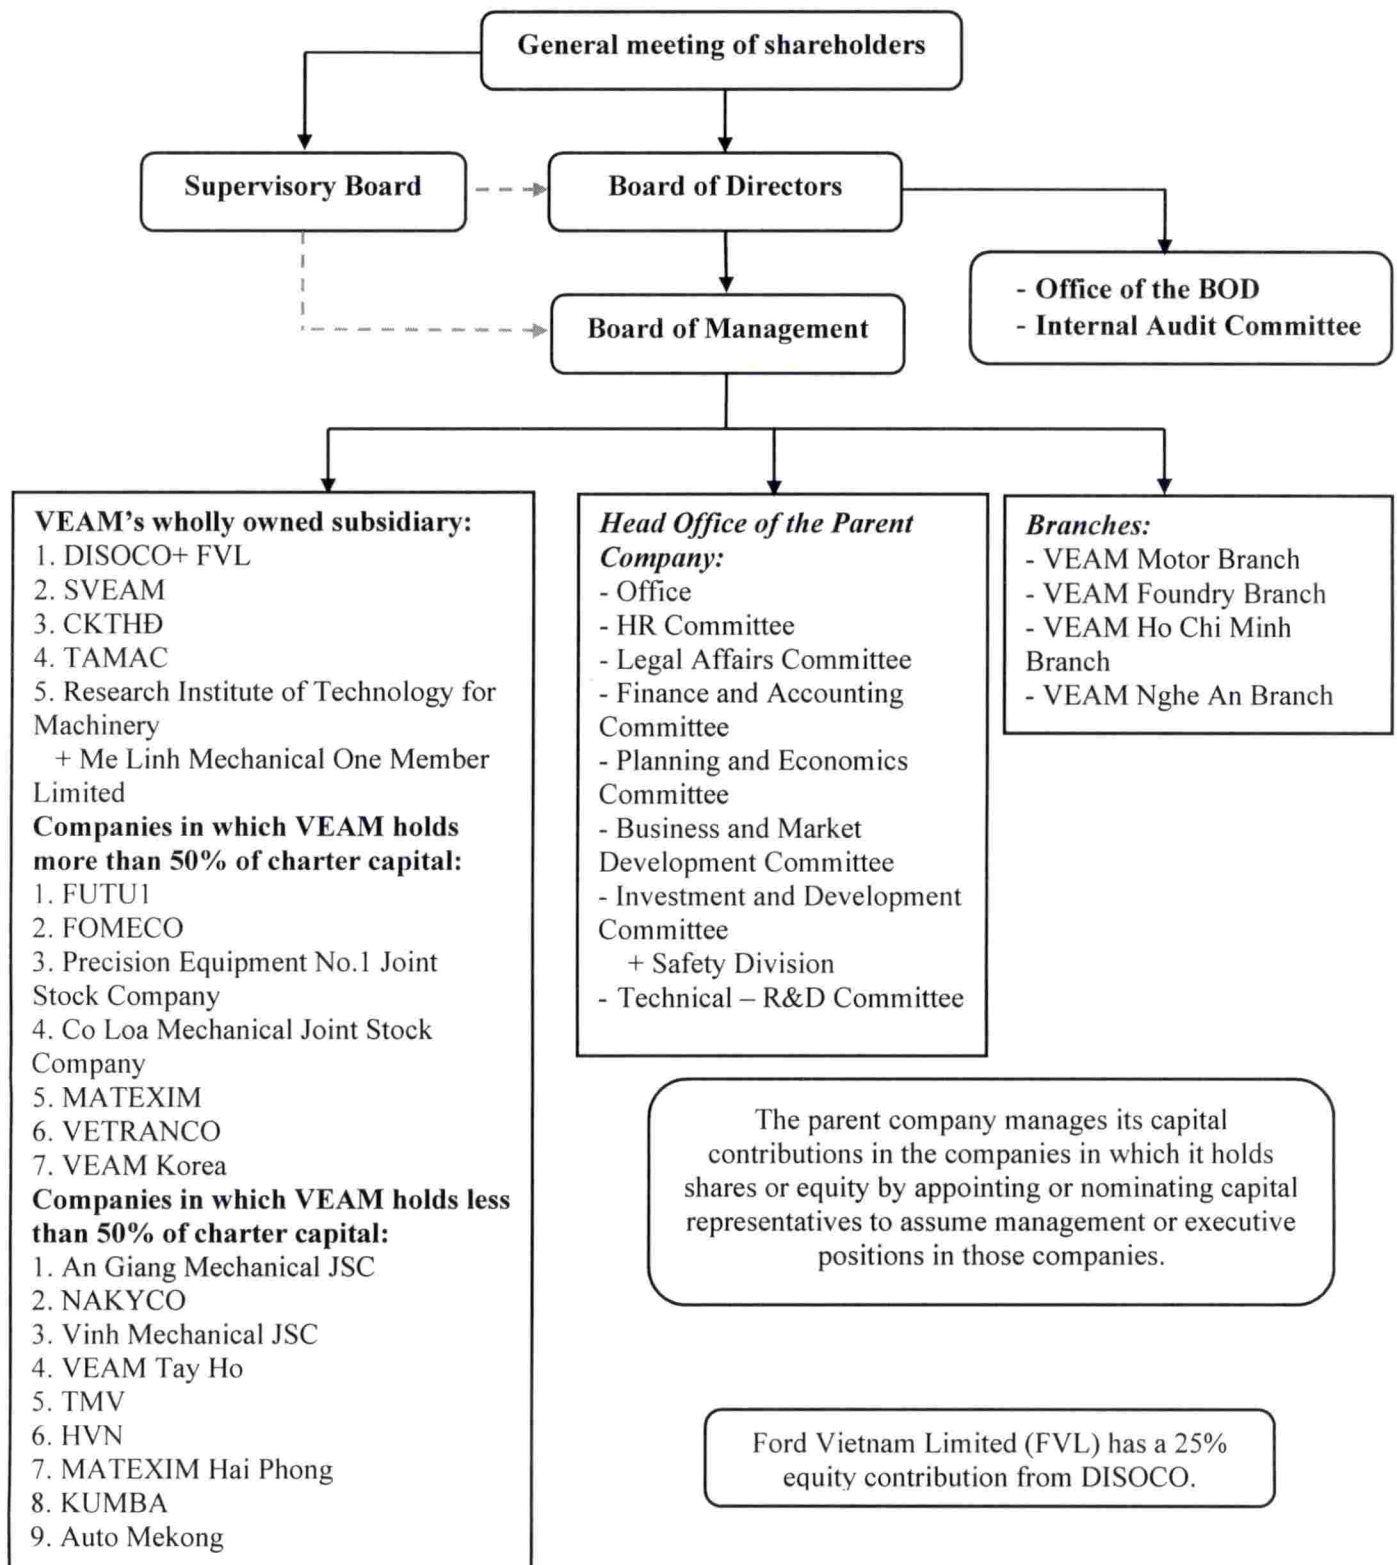 General meeting of shareholders
Supervisory Board
Board of Directors
- Office of the BOD
- Internal Audit Committee
Board of Management
VEAM's wholly owned subsidiary:
1. DISOCO+ FVL
2. SVEAM
3. CKTHĐ
4. TAMAC
5. Research Institute of Technology for
Machinery
+ Me Linh Mechanical One Member
Limited
Companies in which VEAM holds
more than 50% of charter capital:
1. FUTU1
2. FOMECO
3. Precision Equipment No.1 Joint
Stock Company
4. Co Loa Mechanical Joint Stock
Company
5. MATEXIM
6. VETRANCO
7. VEAM Korea
Companies in which VEAM holds less
than 50% of charter capital:
1. An Giang Mechanical JSC
2. NAKYCO
3. Vinh Mechanical JSC
4. VEAM Tay Ho
5. TMV
6. HVN
7. MATEXIM Hai Phong
8. KUMBA
9. Auto Mekong
Head Office of the Parent
Company:
- Office
- HR Committee
- Legal Affairs Committee
- Finance and Accounting
Committee
- Planning and Economics
Committee
- Business and Market
Development Committee
- Investment and Development
Committee
+ Safety Division
- Technical – R&D Committee
Branches:
- VEAM Motor Branch
- VEAM Foundry Branch
- VEAM Ho Chi Minh
Branch
- VEAM Nghe An Branch
The parent company manages its capital
contributions in the companies in which it holds
shares or equity by appointing or nominating capital
representatives to assume management or executive
positions in those companies.
Ford Vietnam Limited (FVL) has a 25%
equity contribution from DISOCO.